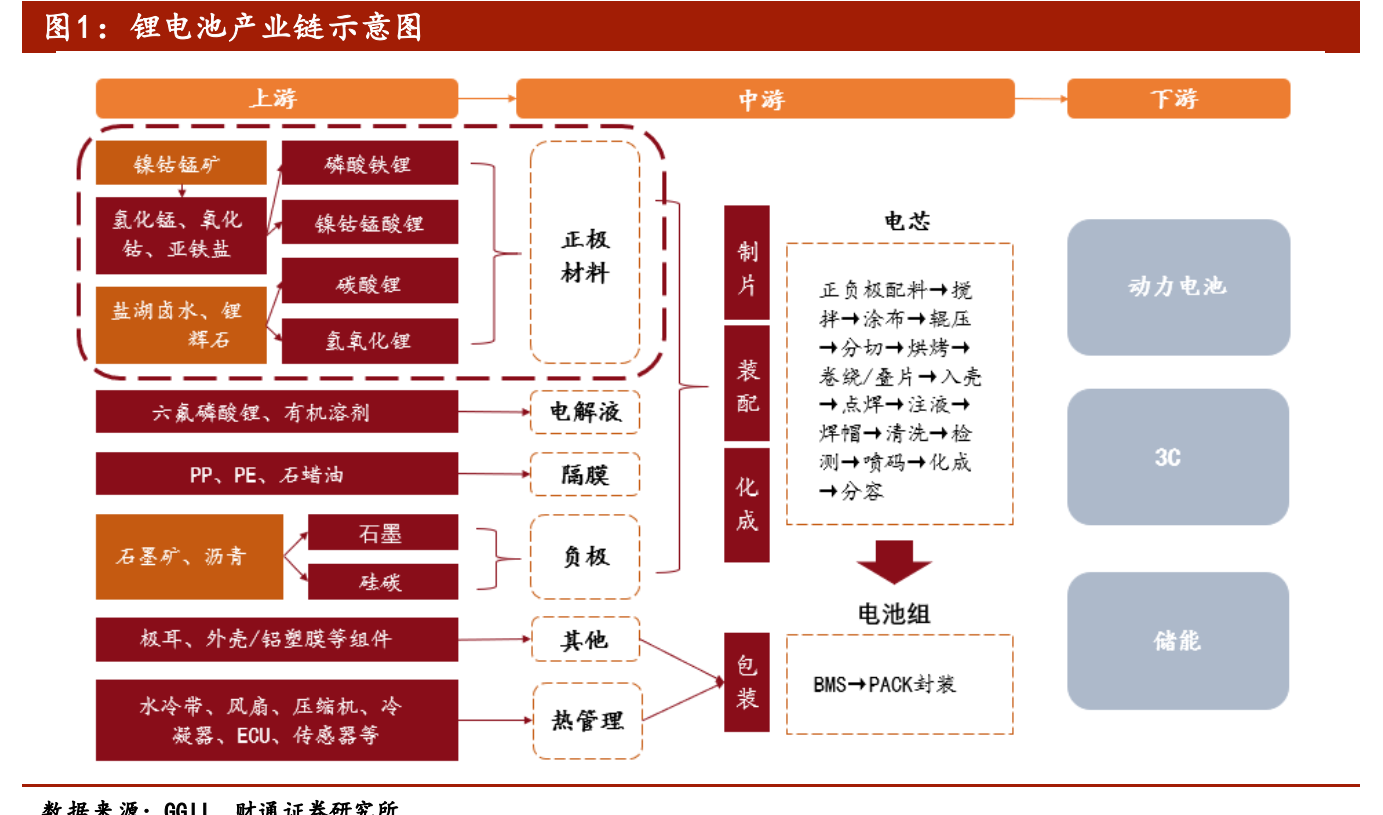 图1：锂电池产业链示意图
上游
中游
下游
镍钴锰矿
氢化锰、氧化
钴、亚铁盐
盐湖卤水、锂
辉石
磷酸铁锂
镍钴锰酸锂
碳酸锂
氢氧化锂
正极
材料
六氟磷酸锂、有机溶剂
电解液
PP、PE、石蜡油
隔膜
石墨矿、沥青
石墨
硅碳
负极
极耳、外壳/铝塑膜等组件
其他
水冷带、风扇、压缩机、冷
凝器、ECU、传感器等
热管理
制
片
装
配
化
成
包
装
电芯
正负极配料→搅
拌→涂布→辊压
→分切→烘烤→
卷绕/叠片→入壳
→点焊→注液→
焊帽→清洗→检
测→喷码→化成
→分容
电池组
BMS→PACK封装
动力电池
3C
储能
数据来源：GGII，财通证券研究所